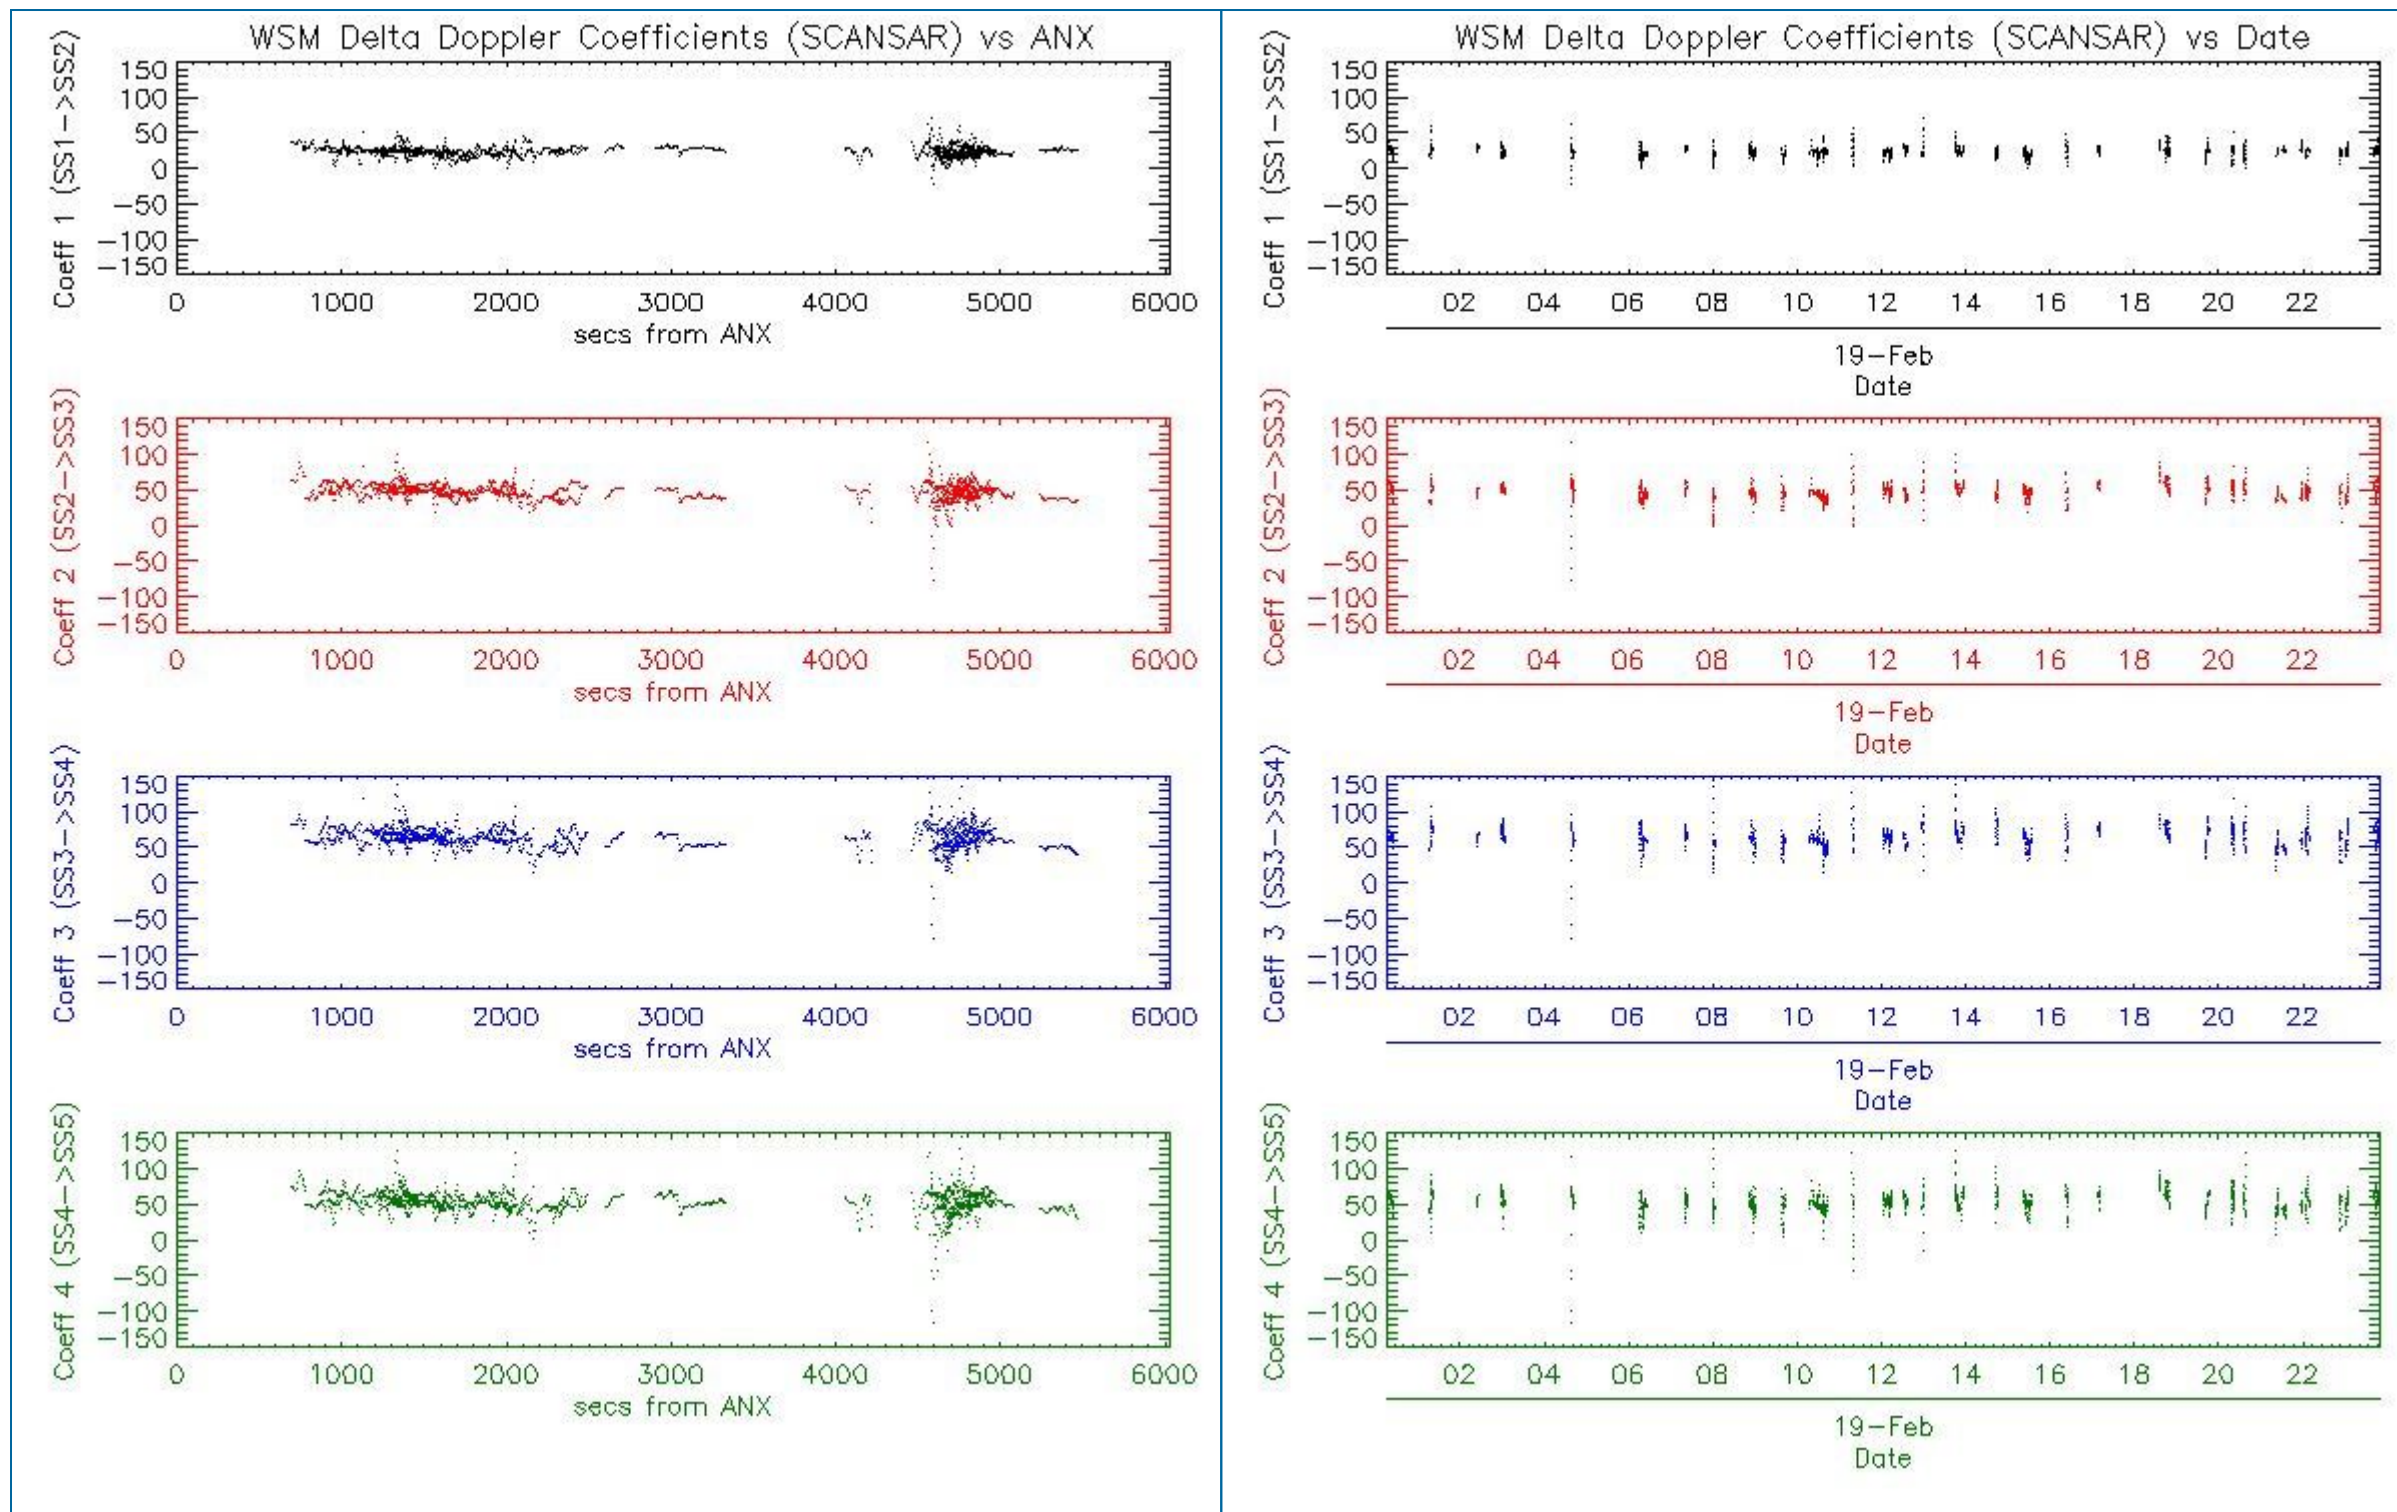 WSM Delta Doppler Coefficients (SCANSAR) vs ANX
Coeff 1 (SS1->SS2)
150
100
50
0
-50
-100
-150
0 1000 2000 3000 4000 5000 6000
secs from ANX
Coeff 2 (SS2->SS3)
150
100
50
0
-50
-100
-150
0 1000 2000 3000 4000 5000 6000
secs from ANX
Coeff 3 (SS3->SS4)
150
100
50
0
-50
-100
-150
0 1000 2000 3000 4000 5000 6000
secs from ANX
Coeff 4 (SS4->SS5)
150
100
50
0
-50
-100
-150
0 1000 2000 3000 4000 5000 6000
secs from ANX
WSM Delta Doppler Coefficients (SCANSAR) vs Date
Coeff 1 (SS1->SS2)
150
100
50
0
-50
-100
-150
02 04 06 08 10 12 14 16 18 20 22
19-Feb
Date
Coeff 2 (SS2->SS3)
150
100
50
0
-50
-100
-150
02 04 06 08 10 12 14 16 18 20 22
19-Feb
Date
Coeff 3 (SS3->SS4)
150
100
50
0
-50
-100
-150
02 04 06 08 10 12 14 16 18 20 22
19-Feb
Date
Coeff 4 (SS4->SS5)
150
100
50
0
-50
-100
-150
02 04 06 08 10 12 14 16 18 20 22
19-Feb
Date